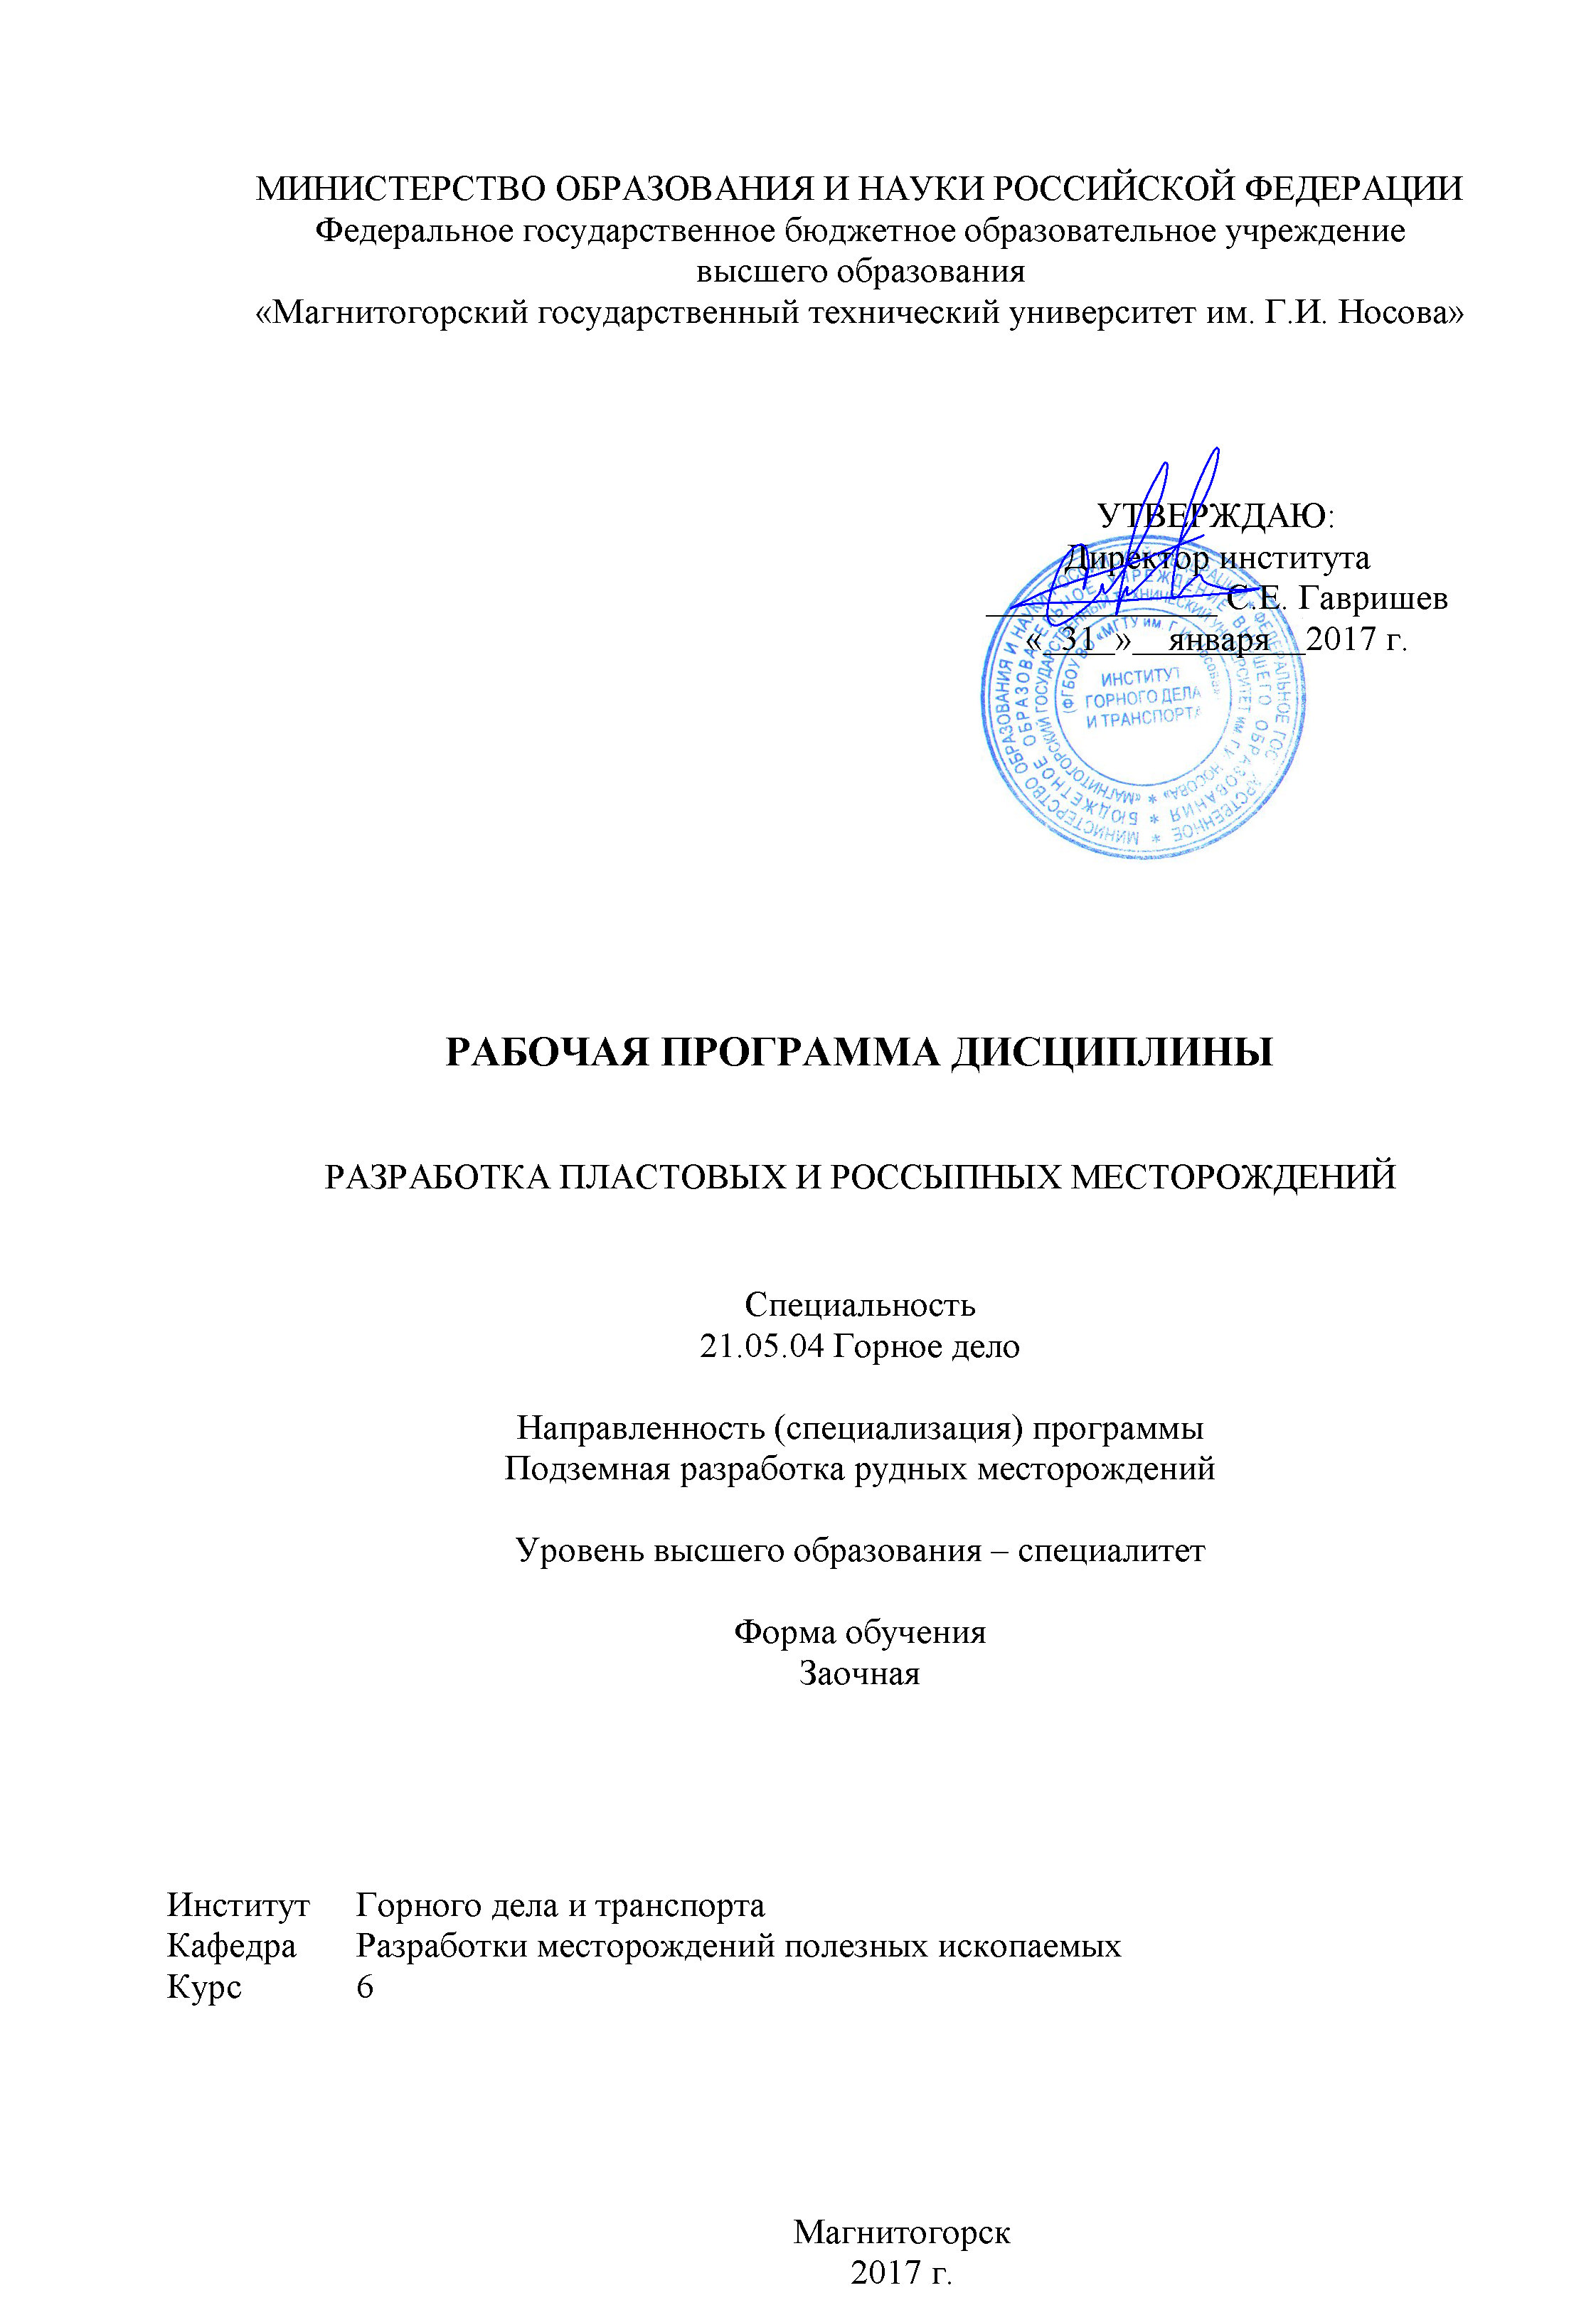 МИНИСТЕРСТВО ОБРАЗОВАНИЯ И НАУКИ РОССИЙСКОЙ ФЕДЕРАЦИИ
Федеральное государственное бюджетное образовательное учреждение
высшего образования
«Магнитогорский государственный технический университет им. Г.И. Носова»
УТВЕРЖДАЮ:
Директор института
С.Е. Гавришев
«_31_»__января__2017 г.
ИНСТИТУТ
ГОРНОГО ДЕЛА
И ТРАНСПОРТА
РАБОЧАЯ ПРОГРАММА ДИСЦИПЛИНЫ
РАЗРАБОТКА ПЛАСТОВЫХ И РОССЫПНЫХ МЕСТОРОЖДЕНИЙ
Специальность
21.05.04 Горное дело
Направленность (специализация) программы
Подземная разработка рудных месторождений
Уровень высшего образования – специалитет
Форма обучения
Заочная
Институт Горного дела и транспорта
Кафедра Разработки месторождений полезных ископаемых
Курс 6
Магнитогорск
2017 г.